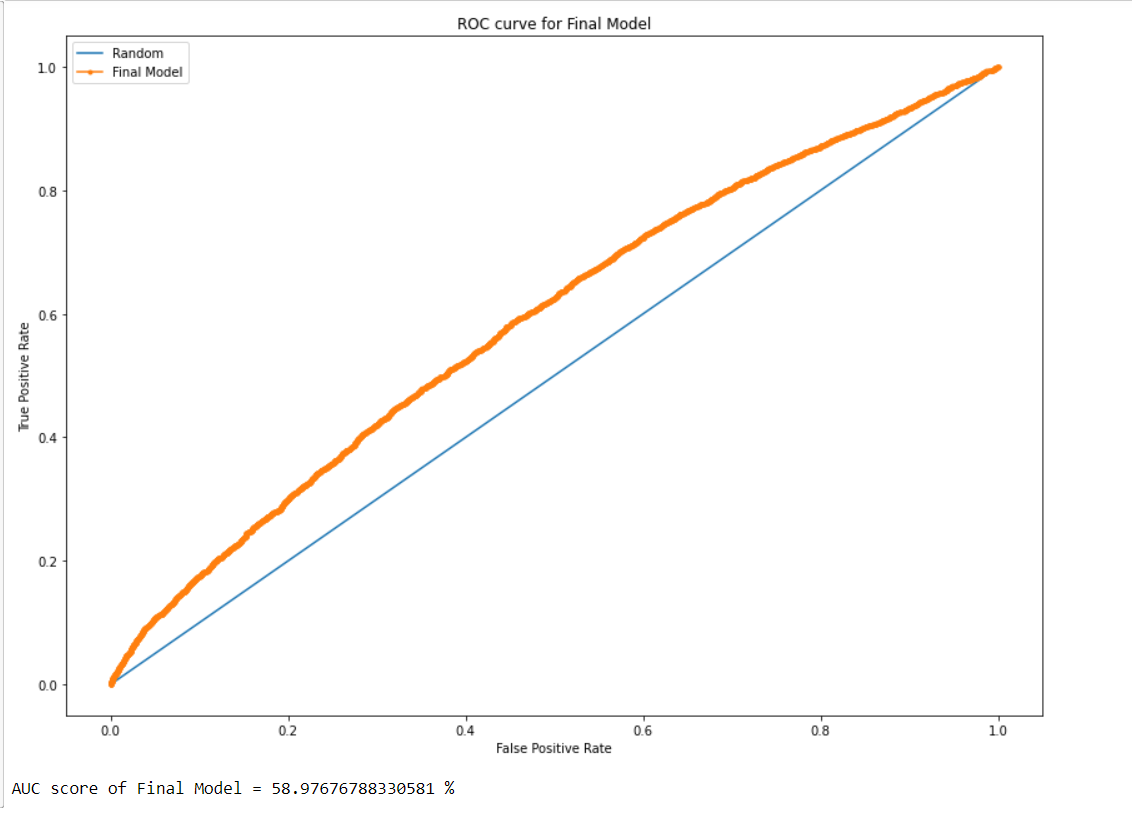 ROC curve for Final Model
Random
Final Model
1.0
0.8
0.6
0.4
0.2
0.0
True Positive Rate
0.0 0.2 0.4 0.6 0.8 1.0
False Positive Rate
AUC score of Final Model = 58.97676788330581 %